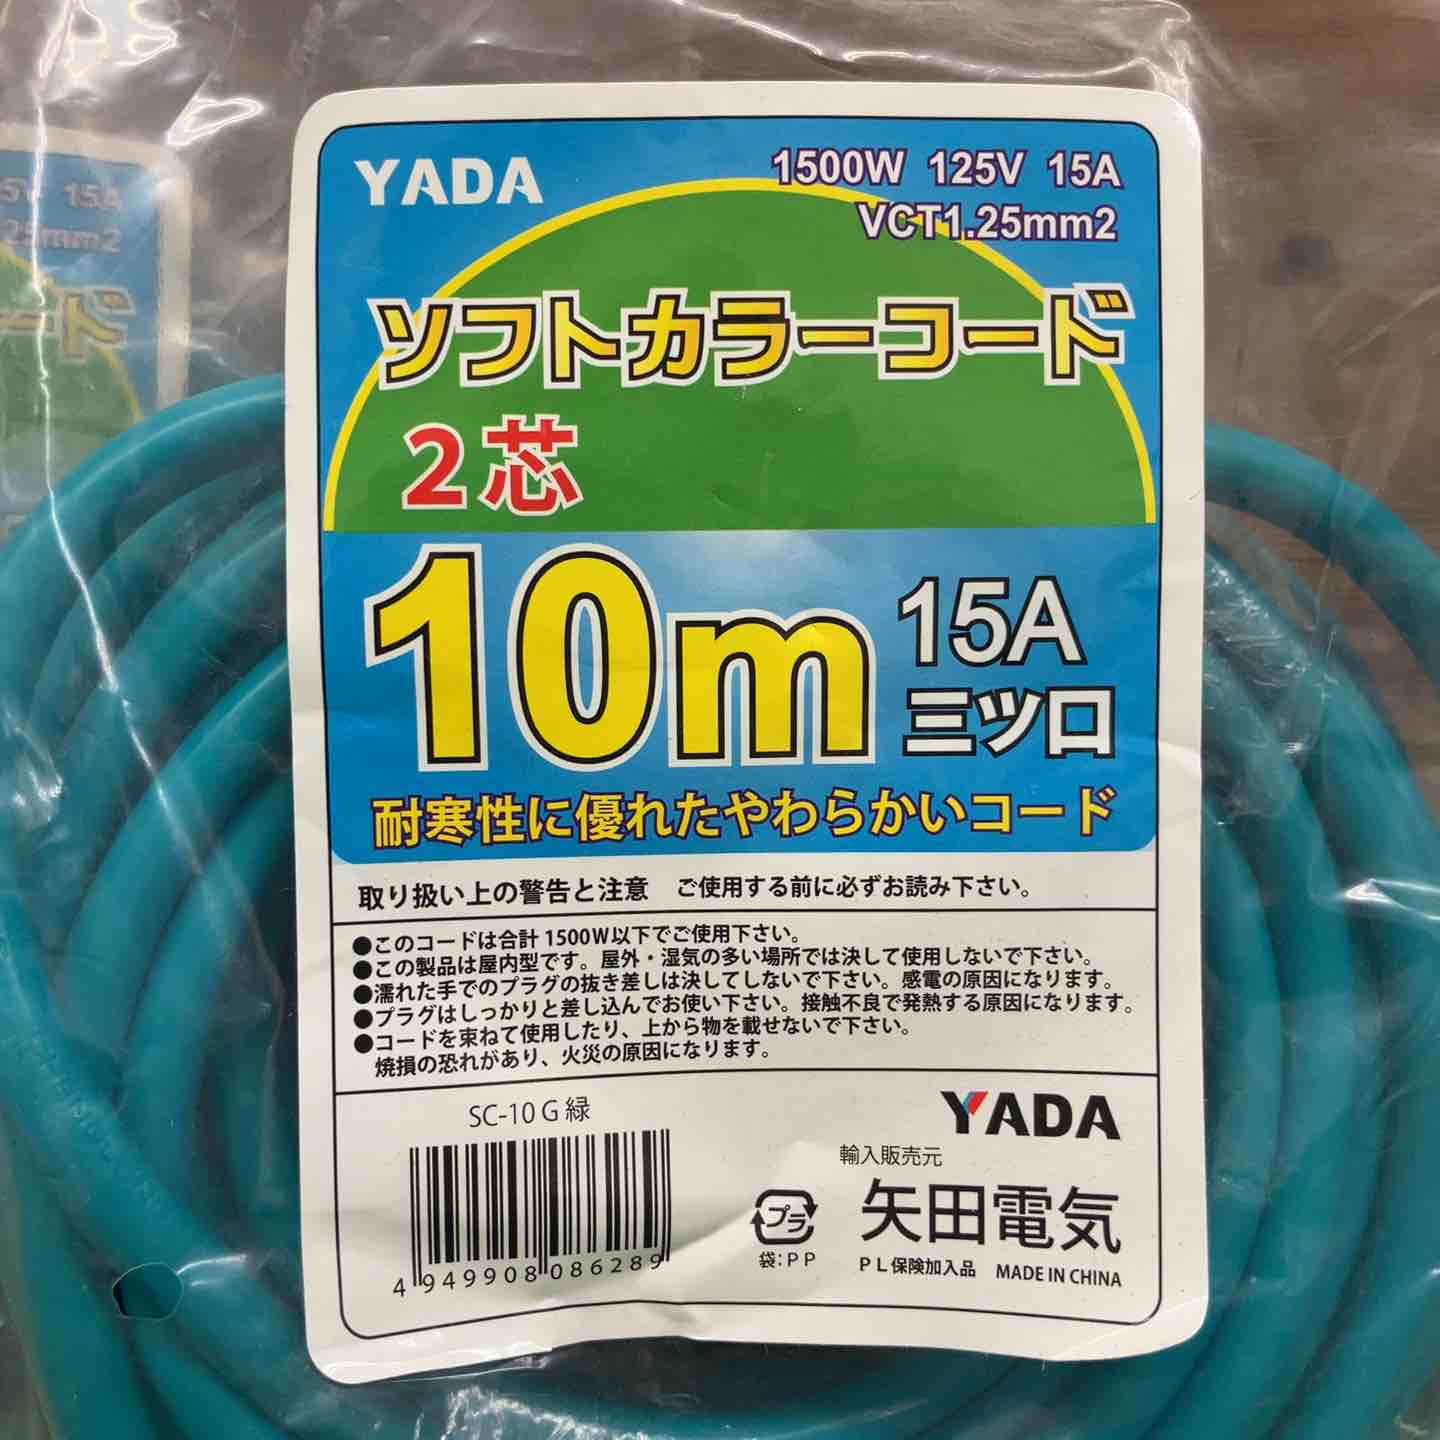 YADA
1500W 125V 15A
VCT1.25mm2
ソフトカラーコード
2芯
10m
15A
三ツ口
耐寒性に優れたやわらかいコード
取り扱い上の警告と注意 ご使用する前に必ずお読み下さい。
●このコードは合計1500W以下でご使用下さい。
●この製品は屋内型です。屋外・湿気の多い場所では決して使用しないで下さい。
●濡れた手でのプラグの抜き差しは決してしないで下さい。感電の原因になります。
●プラグはしっかりと差し込んでお使い下さい。接触不良で発熱する原因になります。
●コードを束ねて使用したり、上から物を載せないで下さい。
焼損の恐れがあり、火災の原因になります。
SC-10G緑
4949908086289
YADA
輸入販売元
矢田電気
プラ
袋:PP
PL保険加入品 MADE IN CHINA
15A
mm2